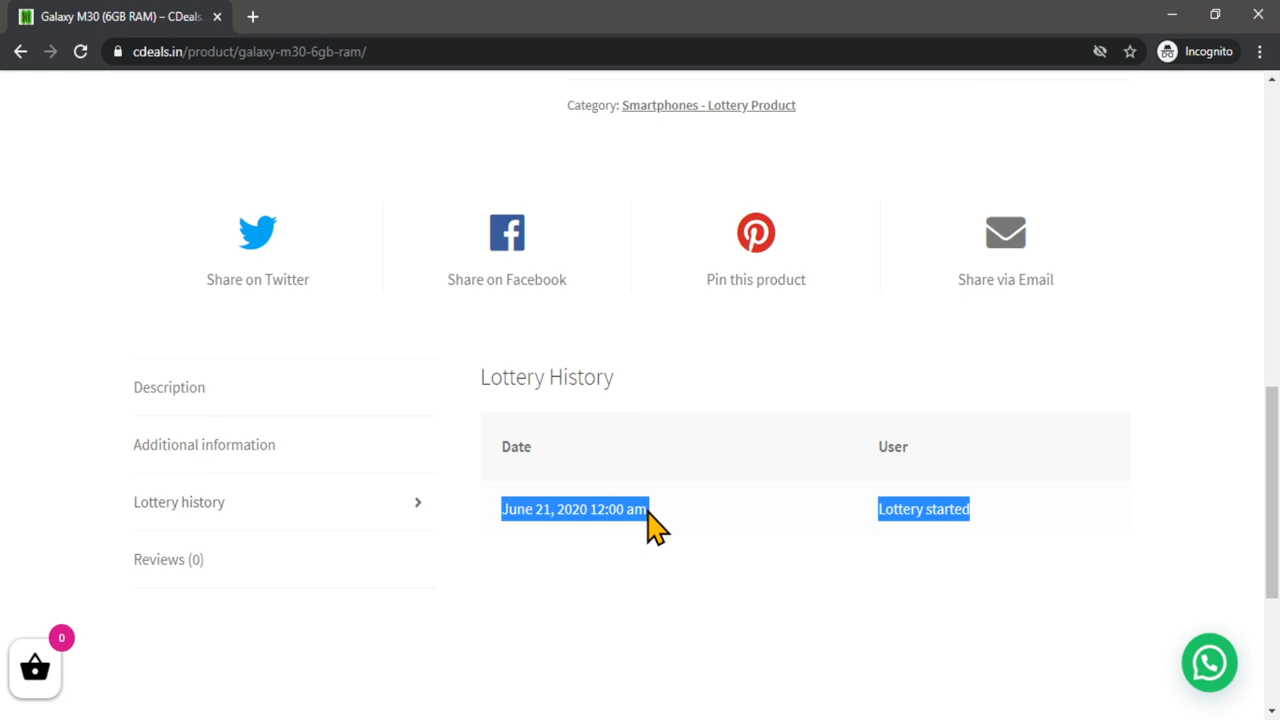 Galaxy M30 (6GB RAM) – CDeals.
cdeals.in/product/galaxy-m30-6gb-ram/
Incognito
Category: Smartphones - Lottery Product
Share on Twitter
Share on Facebook
Pin this product
Share via Email
Description
Additional information
Lottery history
Reviews (0)
Lottery History
Date User
June 21, 2020 12:00 am Lottery started
0